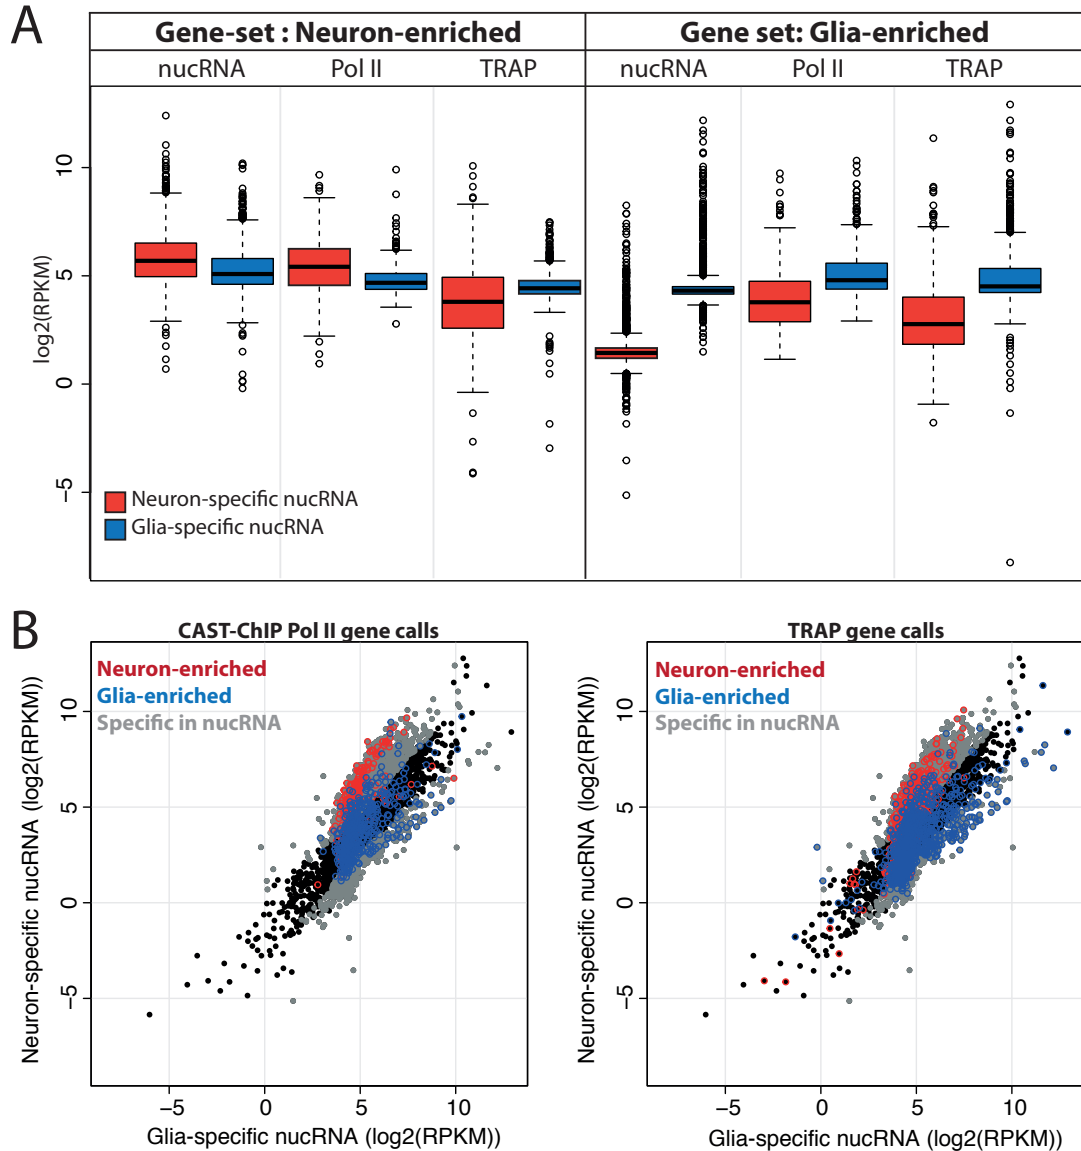 A
Gene-set : Neuron-enriched
Gene set: Glia-enriched
nucRNA
Pol II
TRAP
nucRNA
Pol II
TRAP
log2(RPKM)
10
5
0
−5
Neuron-specific nucRNA
Glia-specific nucRNA
B
CAST-ChIP Pol II gene calls
Neuron-enriched
Glia-enriched
Specific in nucRNA
Neuron-specific nucRNA (log2(RPKM))
10
5
0
−5
−5
0
5
10
Glia-specific nucRNA (log2(RPKM))
TRAP gene calls
Neuron-enriched
Glia-enriched
Specific in nucRNA
Neuron-specific nucRNA (log2(RPKM))
10
5
0
−5
−5
0
5
10
Glia-specific nucRNA (log2(RPKM))